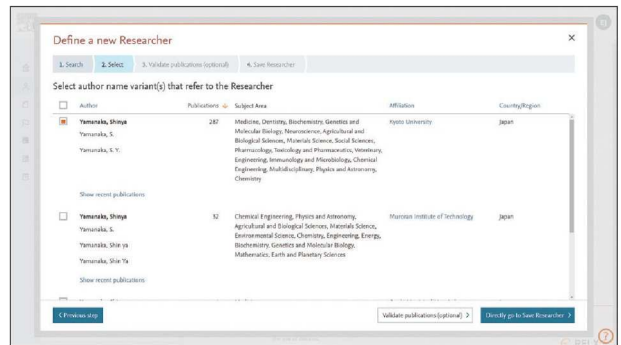 Define a new Researcher
×
1. Search
2. Select
3. Validate publications (optional)
4. Save Researcher
Select author name variant(s) that refer to the Researcher
Author
Publications
Subject Area
Affiliation
Country/Region
Yamanaka, Shinya
287
Medicine, Dentistry, Biochemistry, Genetics and
Kyoto University
Japan
Yamanaka, S.
Molecular Biology, Neuroscience, Agricultural and
Biological Sciences, Materials Science, Social Sciences,
Yamanaka, S. Y.
Pharmacology, Toxicology and Pharmaceutics, Veterinary,
Engineering, Immunology and Microbiology, Chemical
Engineering, Multidisciplinary, Physics and Astronomy,
Chemistry
Show recent publications
Yamanaka, Shinya
Chemical Engineering, Physics and Astronomy,
Muroran Institute of Technology
Japan
Yamanaka, S.
Agricultural and Biological Sciences, Materials Science,
Environmental Science, Chemistry, Engineering, Energy,
Yamanaka, Shin ya
Biochemistry, Genetics and Molecular Biology,
Yamanaka, Shin Ya
Mathematics, Earth and Planetary Sciences
Show recent publications
< Previous step
Validate publications (optional) >
Directly go to Save Researcher >
?